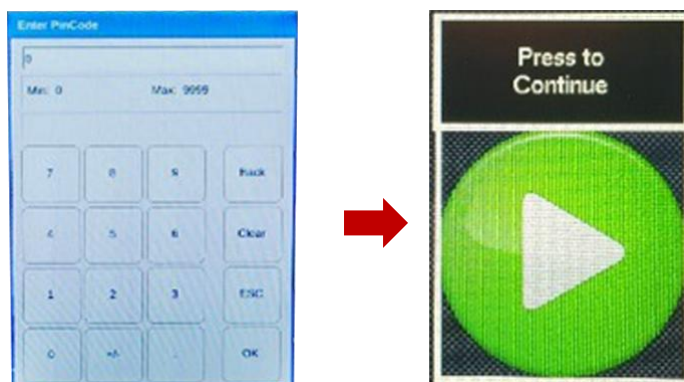 Enter PinCode
0
Min: 0 Max: 9999
7 8 9 Back
4 5 6 Clear
1 2 3 ESC
0 +/- . OK
Press to
Continue